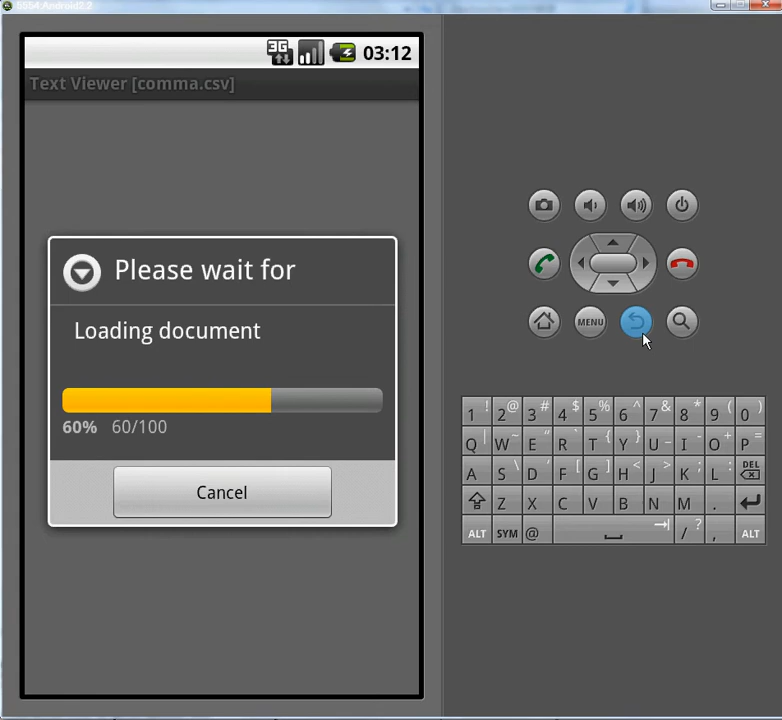 5554:Android2.2
3G 03:12
Text Viewer [comma.csv]
Please wait for
Loading document
60% 60/100
Cancel
MENU
1 ! 2 @ 3 # 4 $ 5 % 6 ^ 7 & 8 * 9 ( 0 )
Q | W ~ E " R ` T { Y } U _ I - O + P =
A S \ D ' F [ G ] H < J > K ; L : DEL
Z X C V B N M .
ALT SYM @ / ? , ALT